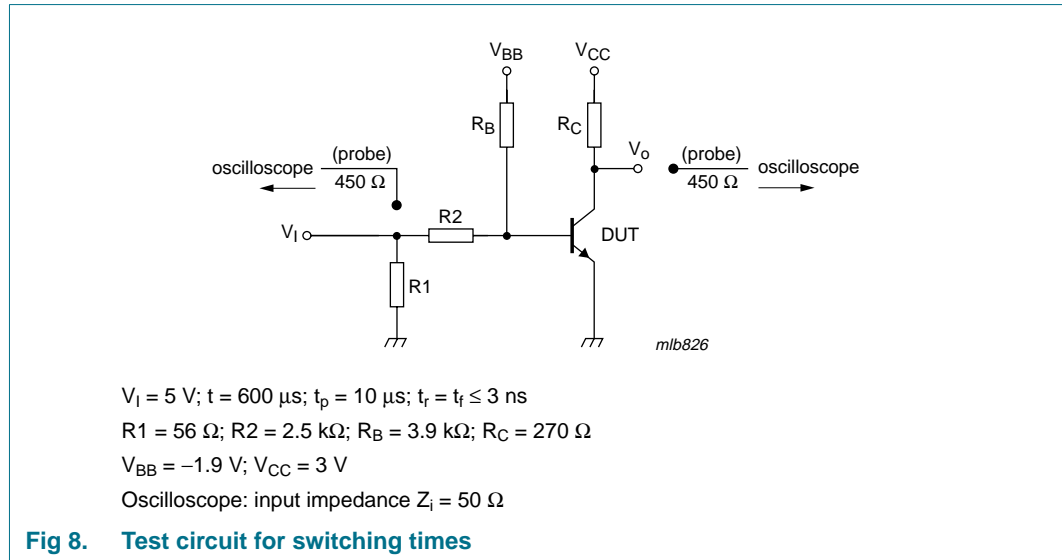 V_BB V_CC
R_B R_C
(probe) V_o (probe)
oscilloscope 450 Ω 450 Ω oscilloscope
R2
V_I DUT
R1
mlb826
V_I = 5 V; t = 600 μs; t_p = 10 μs; t_r = t_f ≤ 3 ns
R1 = 56 Ω; R2 = 2.5 kΩ; R_B = 3.9 kΩ; R_C = 270 Ω
V_BB = −1.9 V; V_CC = 3 V
Oscilloscope: input impedance Z_i = 50 Ω
Fig 8. Test circuit for switching times